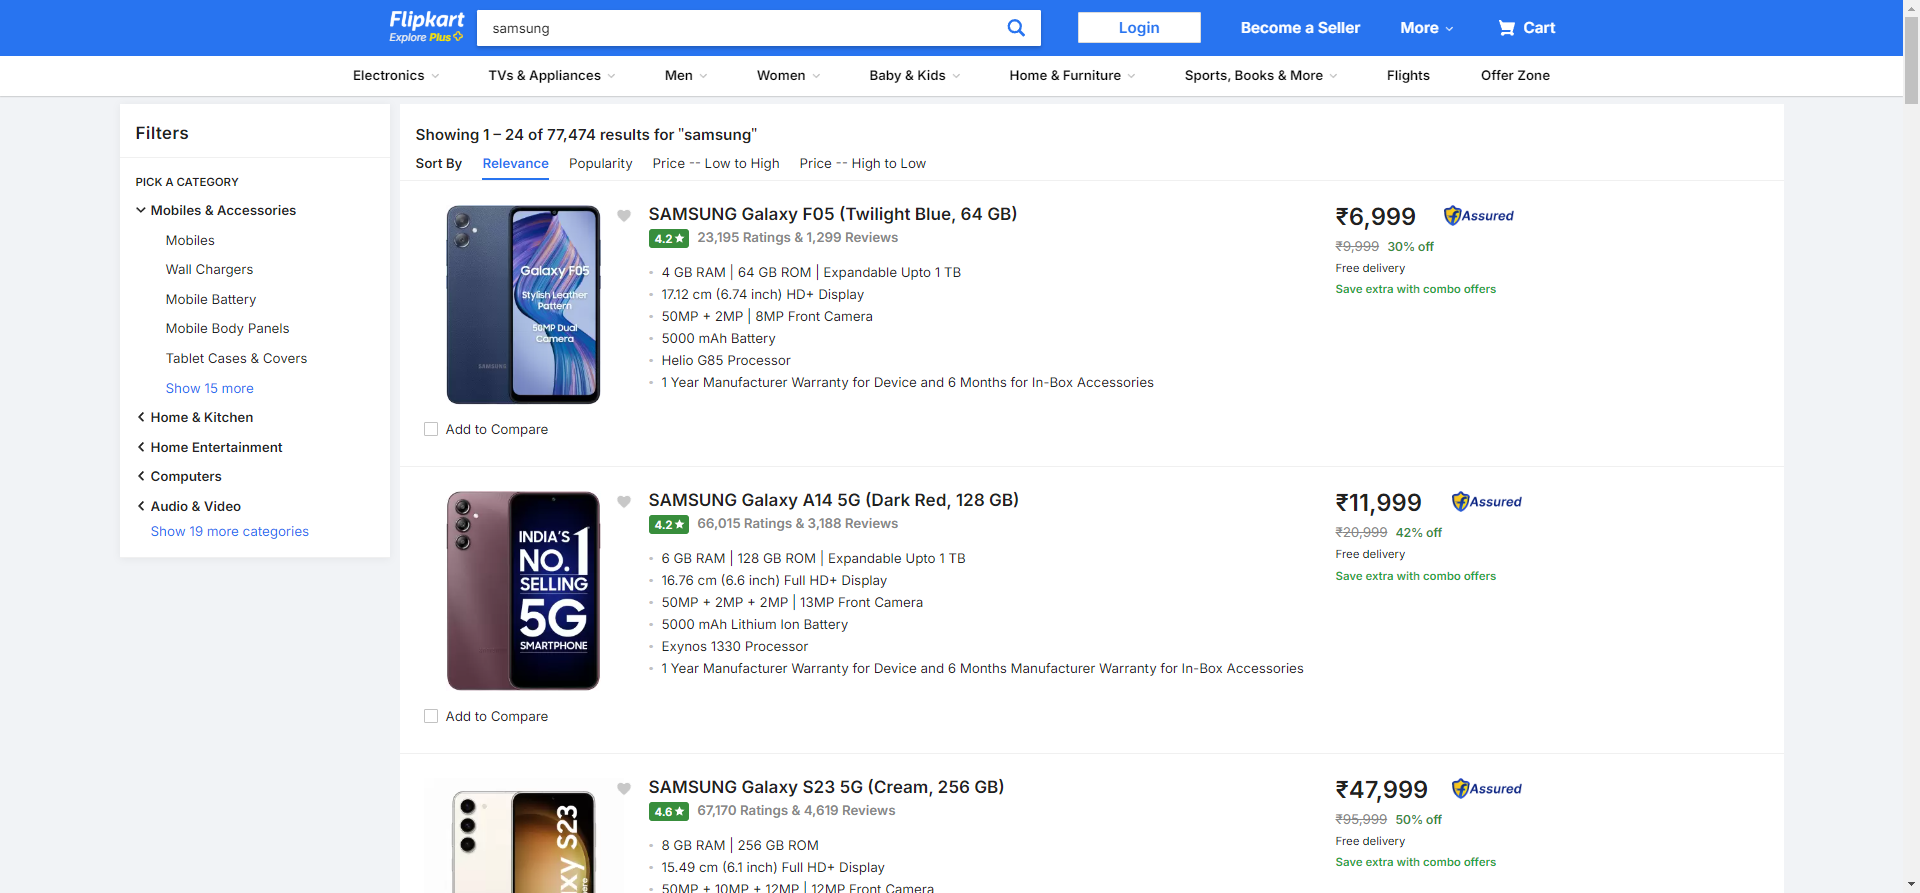 Flipkart
Explore Plus
samsung
Login
Become a Seller
More
Cart
Electronics
TVs & Appliances
Men
Women
Baby & Kids
Home & Furniture
Sports, Books & More
Flights
Offer Zone
Filters
PICK A CATEGORY
Mobiles & Accessories
Mobiles
Wall Chargers
Mobile Battery
Mobile Body Panels
Tablet Cases & Covers
Show 15 more
Home & Kitchen
Home Entertainment
Computers
Audio & Video
Show 19 more categories
Showing 1 – 24 of 77,474 results for "samsung"
Sort By
Relevance
Popularity
Price -- Low to High
Price -- High to Low
Galaxy F05
Stylish Leather
Pattern
50MP Dual
Camera
SAMSUNG
Add to Compare
SAMSUNG Galaxy F05 (Twilight Blue, 64 GB)
4.2
23,195 Ratings & 1,299 Reviews
4 GB RAM | 64 GB ROM | Expandable Upto 1 TB
17.12 cm (6.74 inch) HD+ Display
50MP + 2MP | 8MP Front Camera
5000 mAh Battery
Helio G85 Processor
1 Year Manufacturer Warranty for Device and 6 Months for In-Box Accessories
₹6,999
Assured
₹9,999 30% off
Free delivery
Save extra with combo offers
INDIA'S
NO.1
SELLING
5G
SMARTPHONE
Add to Compare
SAMSUNG Galaxy A14 5G (Dark Red, 128 GB)
4.2
66,015 Ratings & 3,188 Reviews
6 GB RAM | 128 GB ROM | Expandable Upto 1 TB
16.76 cm (6.6 inch) Full HD+ Display
50MP + 2MP + 2MP | 13MP Front Camera
5000 mAh Lithium Ion Battery
Exynos 1330 Processor
1 Year Manufacturer Warranty for Device and 6 Months Manufacturer Warranty for In-Box Accessories
₹11,999
Assured
₹20,999 42% off
Free delivery
Save extra with combo offers
S23
SAMSUNG Galaxy S23 5G (Cream, 256 GB)
4.6
67,170 Ratings & 4,619 Reviews
8 GB RAM | 256 GB ROM
15.49 cm (6.1 inch) Full HD+ Display
50MP + 10MP + 12MP | 12MP Front Camera
₹47,999
Assured
₹95,999 50% off
Free delivery
Save extra with combo offers